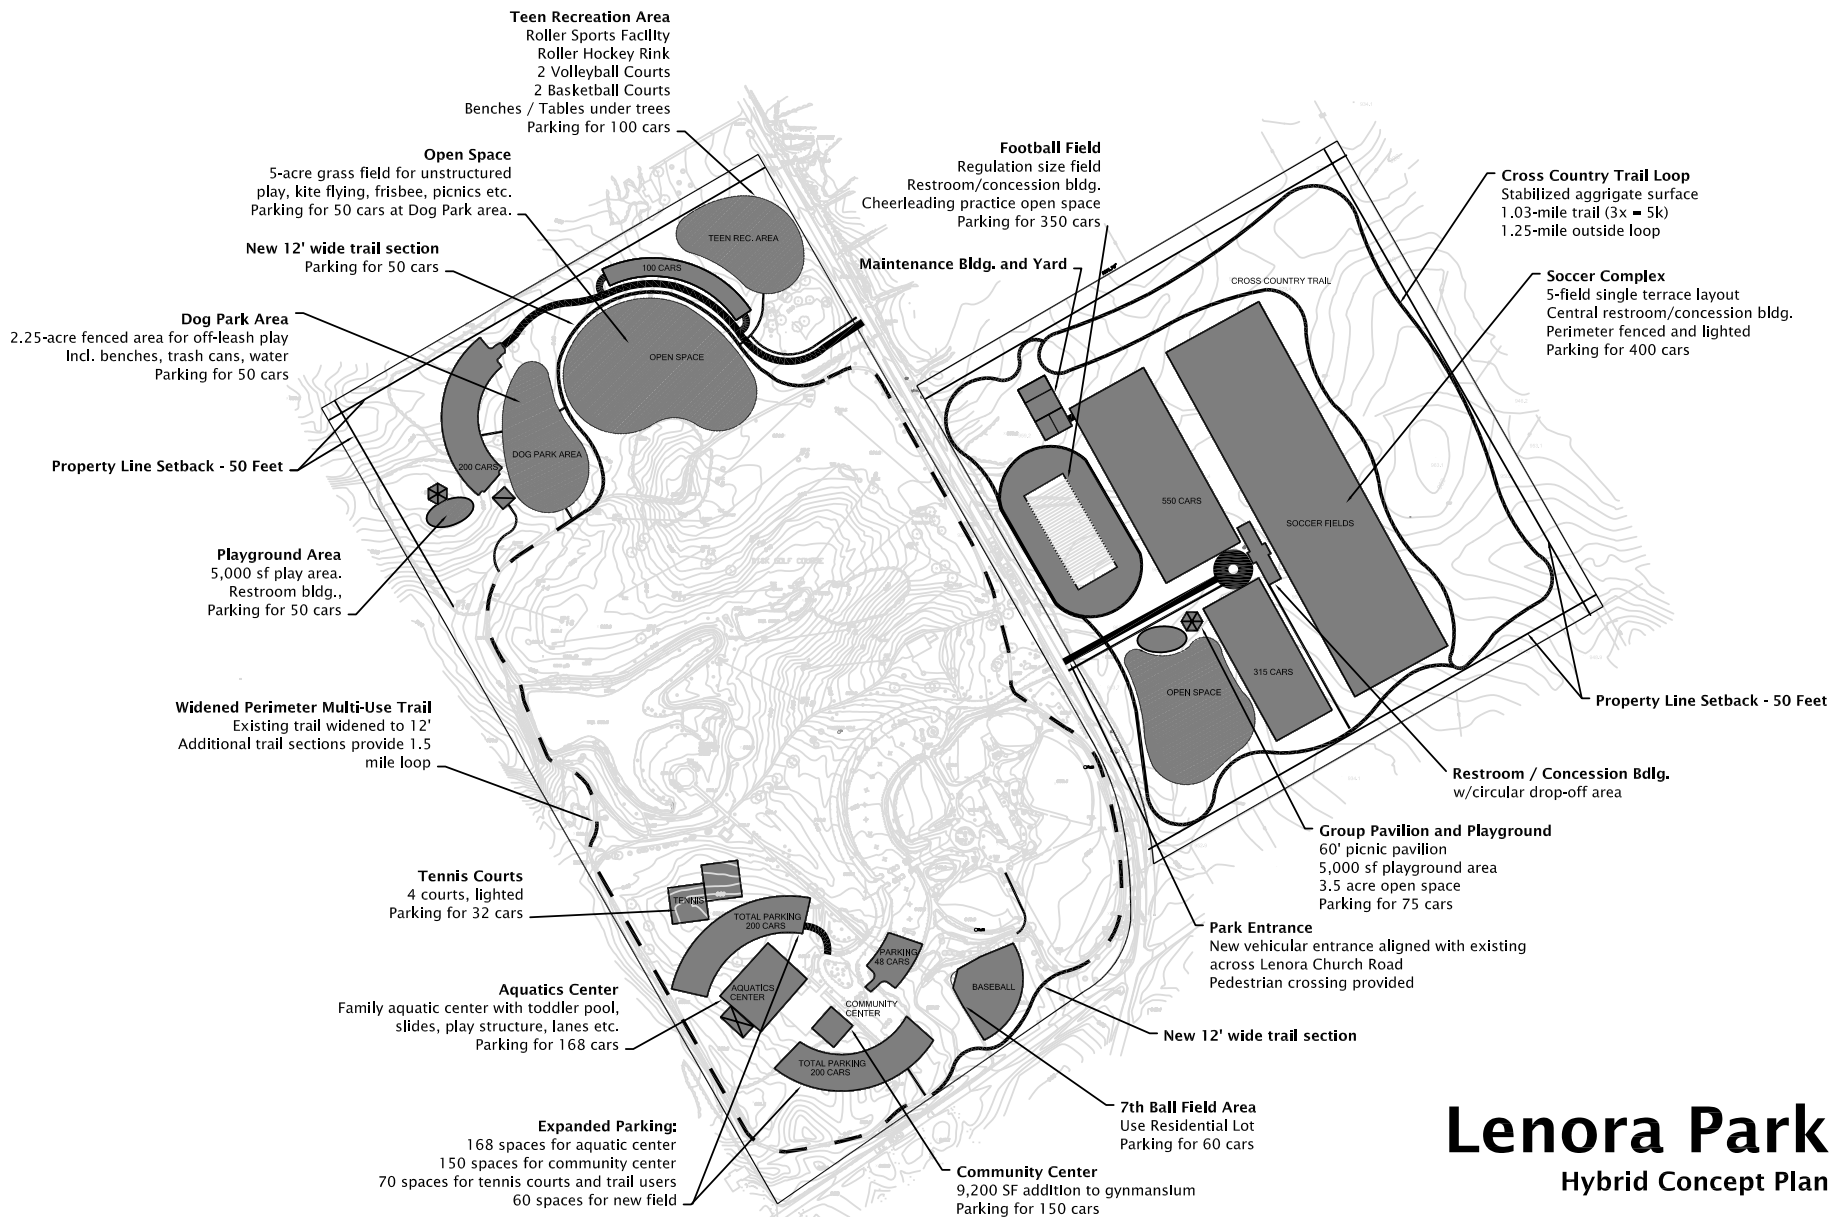 Teen Recreation Area
Roller Sports Facility
Roller Hockey Rink
2 Volleyball Courts
2 Basketball Courts
Benches / Tables under trees
Parking for 100 cars
Open Space
5-acre grass field for unstructured
play, kite flying, frisbee, picnics etc.
Parking for 50 cars at Dog Park area.
New 12' wide trail section
Parking for 50 cars
Dog Park Area
2.25-acre fenced area for off-leash play
Incl. benches, trash cans, water
Parking for 50 cars
Property Line Setback - 50 Feet
Playground Area
5,000 sf play area.
Restroom bldg.,
Parking for 50 cars
Widened Perimeter Multi-Use Trail
Existing trail widened to 12'
Additional trail sections provide 1.5
mile loop
Tennis Courts
4 courts, lighted
Parking for 32 cars
Aquatics Center
Family aquatic center with toddler pool,
slides, play structure, lanes etc.
Parking for 168 cars
Expanded Parking:
168 spaces for aquatic center
150 spaces for community center
70 spaces for tennis courts and trail users
60 spaces for new field
TEEN REC. AREA
100 CARS
OPEN SPACE
DOG PARK AREA
200 CARS
TENNIS
TOTAL PARKING
200 CARS
AQUATICS
CENTER
PARKING
48 CARS
COMMUNITY
CENTER
TOTAL PARKING
200 CARS
BASEBALL
Football Field
Regulation size field
Restroom/concession bldg.
Cheerleading practice open space
Parking for 350 cars
Maintenance Bldg. and Yard
CROSS COUNTRY TRAIL
550 CARS
SOCCER FIELDS
315 CARS
OPEN SPACE
Cross Country Trail Loop
Stabilized aggrigate surface
1.03-mile trail (3x = 5k)
1.25-mile outside loop
Soccer Complex
5-field single terrace layout
Central restroom/concession bldg.
Perimeter fenced and lighted
Parking for 400 cars
Property Line Setback - 50 Feet
Restroom / Concession Bdlg.
w/circular drop-off area
Group Pavilion and Playground
60' picnic pavilion
5,000 sf playground area
3.5 acre open space
Parking for 75 cars
Park Entrance
New vehicular entrance aligned with existing
across Lenora Church Road
Pedestrian crossing provided
New 12' wide trail section
7th Ball Field Area
Use Residential Lot
Parking for 60 cars
Community Center
9,200 SF addition to gynmansium
Parking for 150 cars
Lenora Park
Hybrid Concept Plan